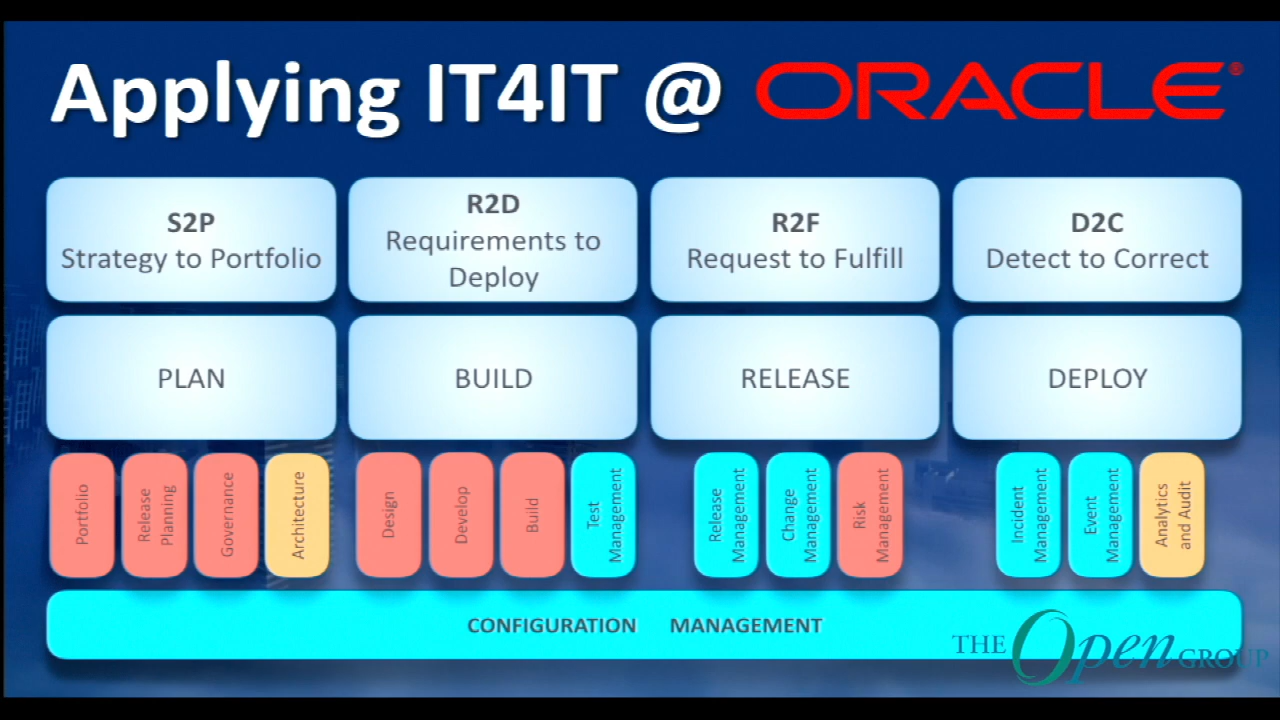 Applying IT4IT @ ORACLE®
S2P
Strategy to Portfolio
R2D
Requirements to
Deploy
R2F
Request to Fulfill
D2C
Detect to Correct
PLAN
BUILD
RELEASE
DEPLOY
Portfolio
Release
Planning
Governance
Architecture
Design
Develop
Build
Test
Management
Release
Management
Change
Management
Risk
Management
Incident
Management
Event
Management
Analytics
and Audit
CONFIGURATION MANAGEMENT
THE Open GROUP